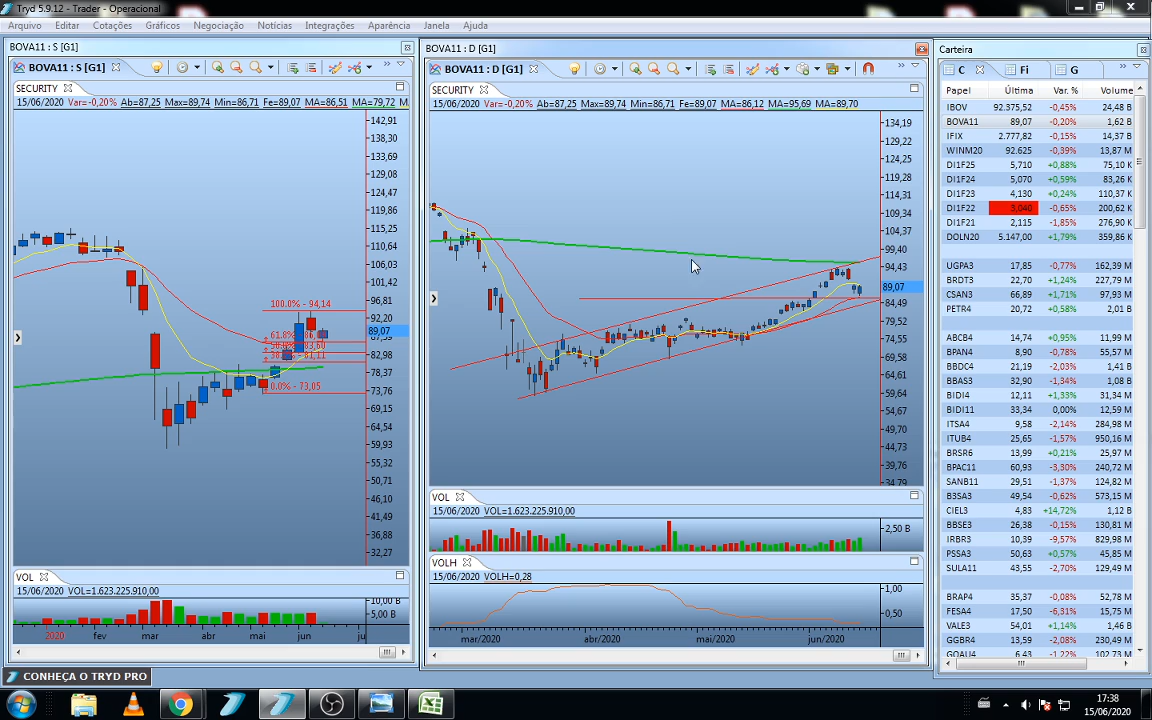 Tryd 5.9.12 - Trader - Operacional
Arquivo Editar Cotações Gráficos Negociação Notícias Integrações Aparência Janela Ajuda
BOVA11 : S [G1]
BOVA11 : S [G1]
SECURITY
15/06/2020 Var=-0,20% Ab=87,25 Max=89,74 Min=86,71 Fe=89,07 MA=86,51 MA=79,72 M
142,91
138,30
133,69
129,08
124,47
119,86
115,25
110,64
106,03
101,42
96,81
92,20
89,07
82,98
78,37
73,76
69,15
64,54
59,93
55,32
50,71
46,10
41,49
36,88
32,27
100.0% - 94,14
61.8%
0.0% - 73,05
VOL
15/06/2020 VOL=1.623.225.910,00
10,00 B
5,00 B
2020 fev mar abr mai jun ju
BOVA11 : D [G1]
BOVA11 : D [G1]
SECURITY
15/06/2020 Var=-0,20% Ab=87,25 Max=89,74 Min=86,71 Fe=89,07 MA=86,12 MA=95,69 MA=89,70
134,19
129,22
124,25
119,28
114,31
109,34
104,37
99,40
94,43
89,07
84,49
79,52
74,55
69,58
64,61
59,64
54,67
49,70
44,73
39,76
34,79
VOL
15/06/2020 VOL=1.623.225.910,00
2,50 B
VOLH
15/06/2020 VOLH=0,28
1,00
0,50
mar/2020 abr/2020 mai/2020 jun/2020
Carteira
C Fi G
Papel Última Var. % Volume
IBOV 92.375,52 -0,45% 24,48 B
BOVA11 89,07 -0,20% 1,62 B
IFIX 2.777,82 -0,15% 14,37 B
WINM20 92.625 -0,39% 13,87 M
DI1F25 5,710 +0,88% 75,10 K
DI1F24 5,070 +0,59% 83,26 K
DI1F23 4,130 +0,24% 110,37 K
DI1F22 3,040 -0,65% 200,62 K
DI1F21 2,115 -1,85% 276,90 K
DOLN20 5.147,00 +1,79% 359,86 K
UGPA3 17,85 -0,77% 162,39 M
BRDT3 22,70 +1,24% 227,79 M
CSAN3 66,89 +1,71% 97,93 M
PETR4 20,72 +0,58% 2,01 B
ABCB4 14,74 +0,95% 11,99 M
BPAN4 8,90 -0,78% 55,57 M
BBDC4 21,19 -2,03% 1,41 B
BBAS3 32,90 -1,34% 1,08 B
BIDI4 12,11 +1,33% 31,34 M
BIDI11 33,34 0,00% 12,59 M
ITSA4 9,58 -2,14% 284,98 M
ITUB4 25,65 -1,57% 950,16 M
BRSR6 13,99 +0,21% 25,97 M
BPAC11 60,93 -3,30% 240,72 M
SANB11 29,51 -1,37% 124,82 M
B3SA3 49,54 -0,62% 573,15 M
CIEL3 4,91 +14,72% 1,12 B
BBSE3 26,38 -0,15% 130,81 M
IRBR3 10,39 -9,57% 829,98 M
PSSA3 50,63 +0,57% 45,85 M
SULA11 43,55 -2,70% 129,49 M
BRAP4 35,37 -0,08% 52,78 M
FESA4 17,50 -6,31% 15,75 M
VALE3 54,01 +1,14% 1,46 B
GGBR4 13,59 -2,08% 230,49 M
GOAU4 6,43 -1,22% 102,73 M
CONHEÇA O TRYD PRO
17:38
15/06/2020